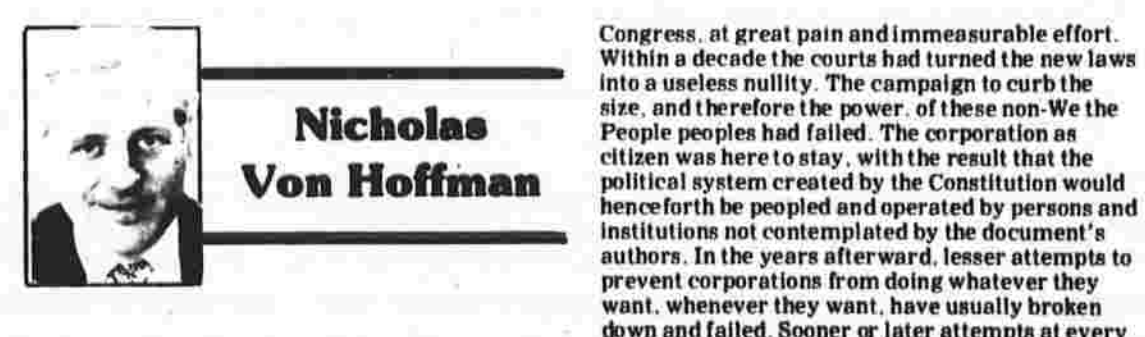 Nicholas
Von Hoffman
Congress, at great pain and immeasurable effort.
Within a decade the courts had turned the new laws
into a useless nullity. The campaign to curb the
size, and therefore the power, of these non-We the
People peoples had failed. The corporation as
citizen was here to stay, with the result that the
political system created by the Constitution would
henceforth be peopled and operated by persons and
institutions not contemplated by the document's
authors. In the years afterward, lesser attempts to
prevent corporations from doing whatever they
want, whenever they want, have usually broken
down and failed. Sooner or later attempts at every